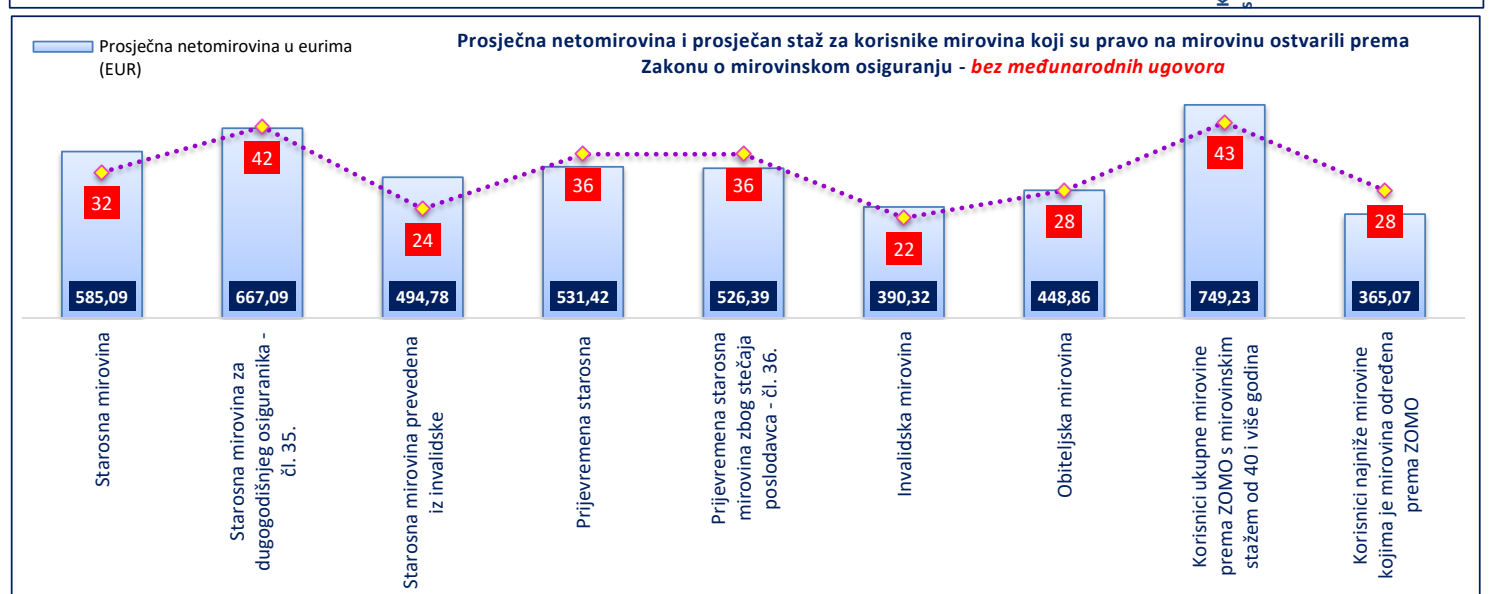 Prosječna netomirovina u eurima
(EUR)
Prosječna netomirovina i prosječan staž za korisnike mirovina koji su pravo na mirovinu ostvarili prema
Zakonu o mirovinskom osiguranju - bez međunarodnih ugovora
32
42
24
36
36
22
28
43
28
585,09
667,09
494,78
531,42
526,39
390,32
448,86
749,23
365,07
Starosna mirovina
Starosna mirovina za
dugogodišnjeg osiguranika -
čl. 35.
Starosna mirovina prevedena
iz invalidske
Prijevremena starosna
Prijevremena starosna
mirovina zbog stečaja
poslodavca - čl. 36.
Invalidska mirovina
Obiteljska mirovina
Korisnici ukupne mirovine
prema ZOMO s mirovinskim
stažem od 40 i više godina
Korisnici najniže mirovine
kojima je mirovina određena
prema ZOMO